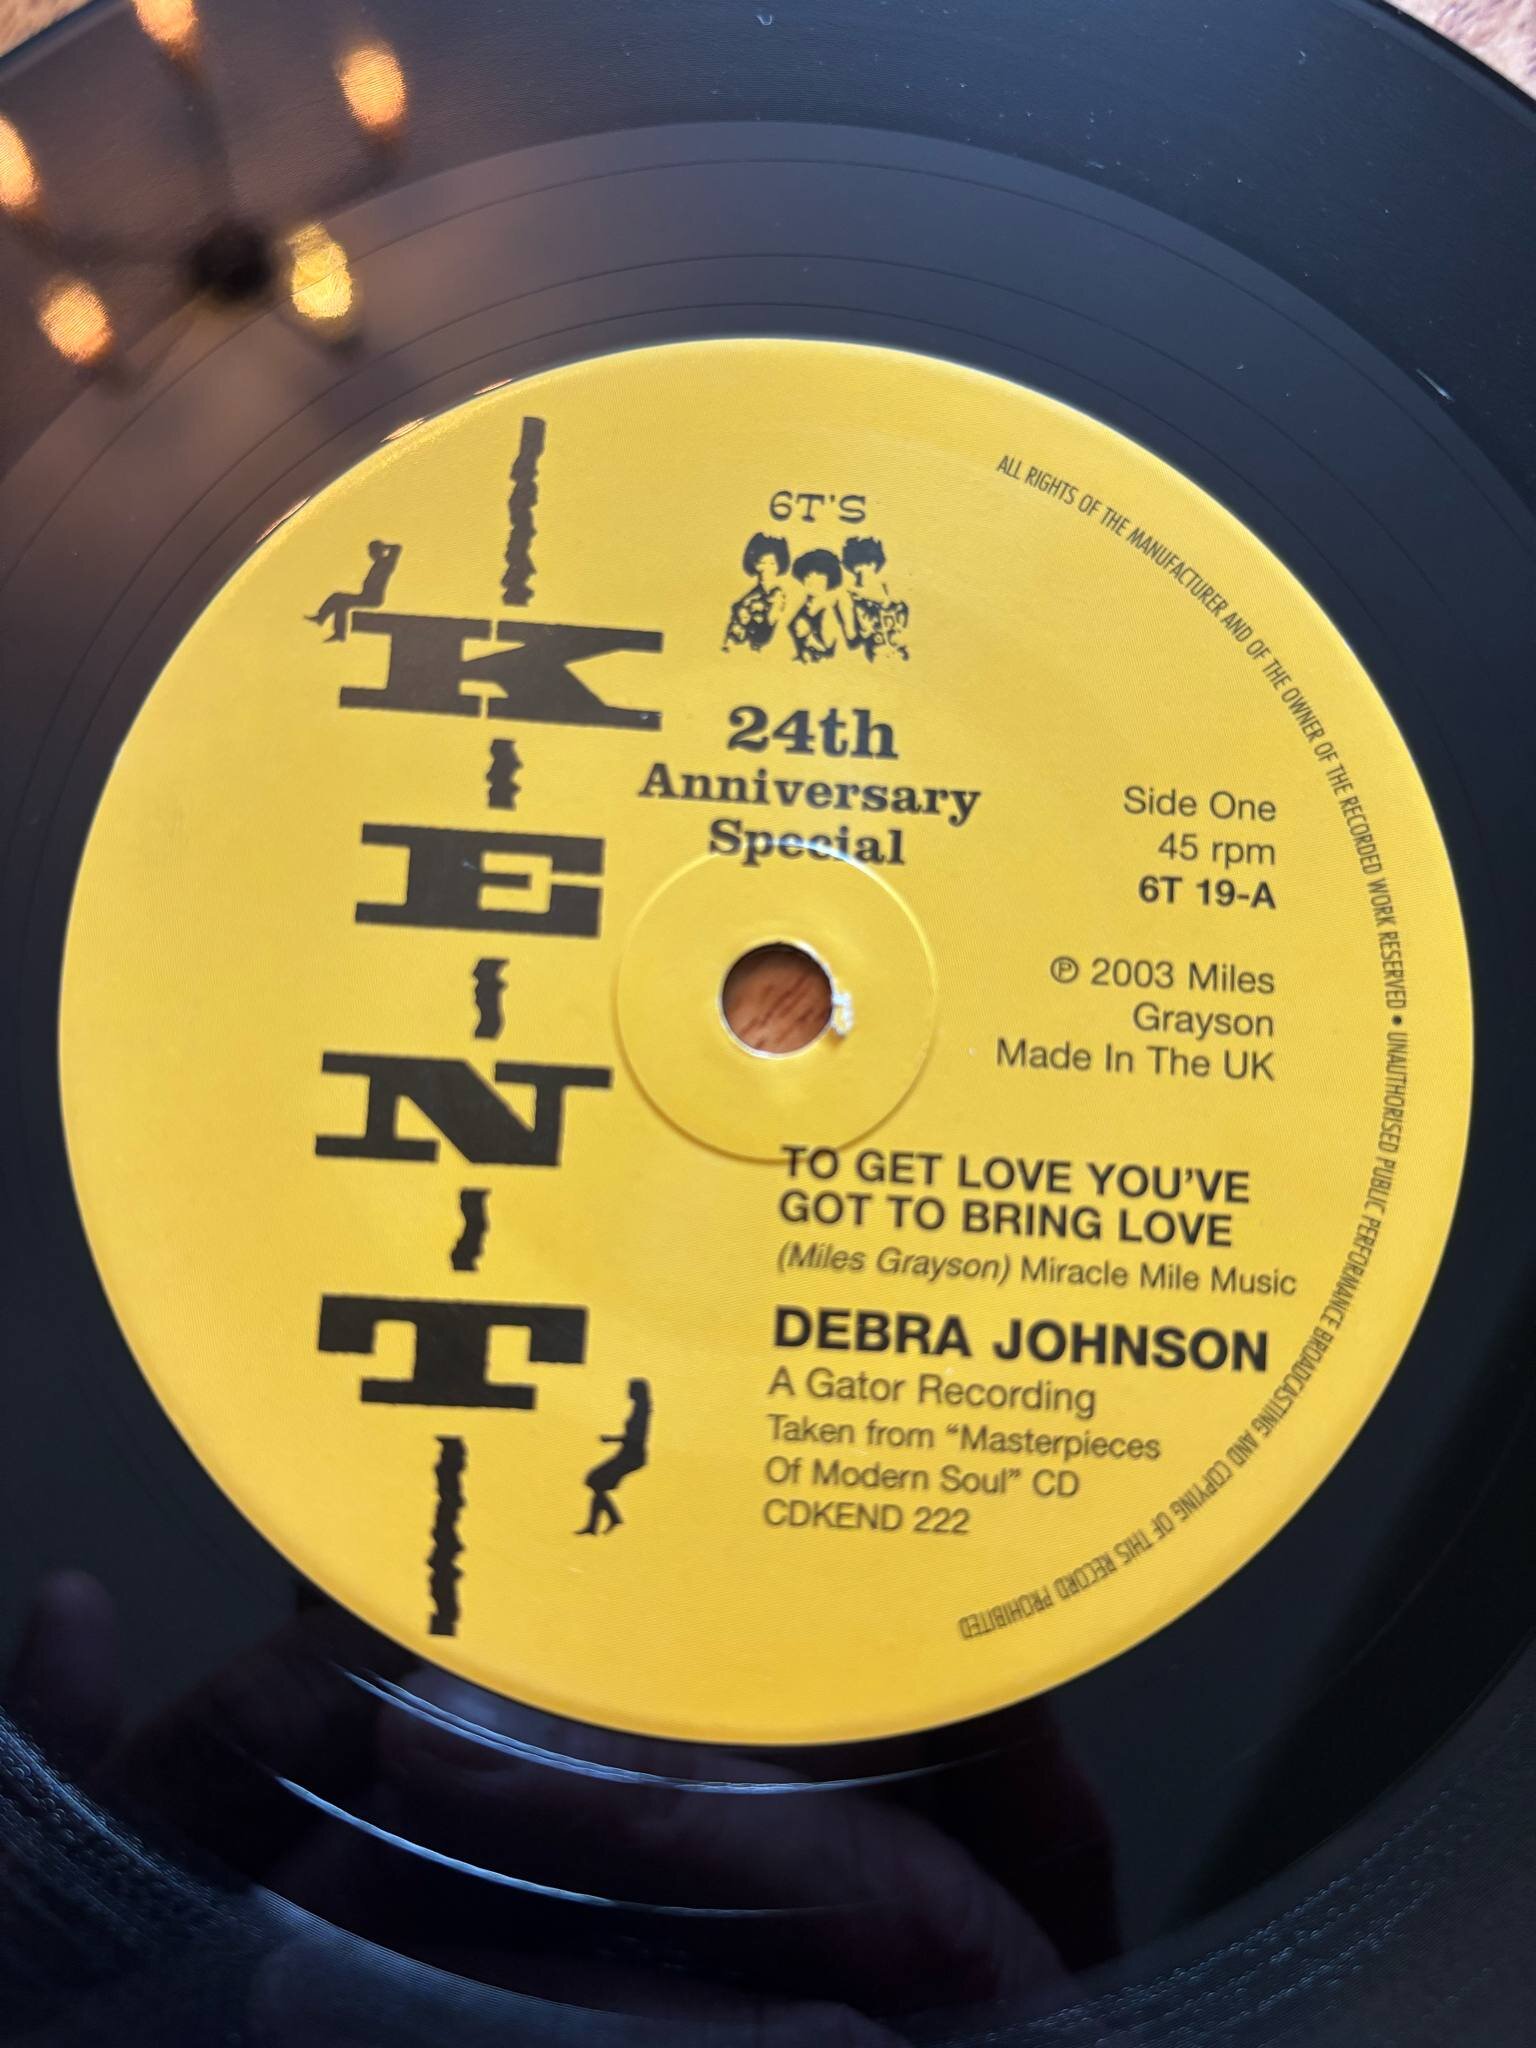 KENT
6T'S
24th
Anniversary
Special
Side One
45 rpm
6T 19-A
℗ 2003 Miles
Grayson
Made In The UK
TO GET LOVE YOU'VE
GOT TO BRING LOVE
(Miles Grayson) Miracle Mile Music
DEBRA JOHNSON
A Gator Recording
Taken from “Masterpieces
Of Modern Soul” CD
CDKEND 222
ALL RIGHTS OF THE MANUFACTURER AND OF THE OWNER OF THE RECORDED WORK RESERVED • UNAUTHORISED PUBLIC PERFORMANCE BROADCASTING AND COPYING OF THIS RECORD PROHIBITED